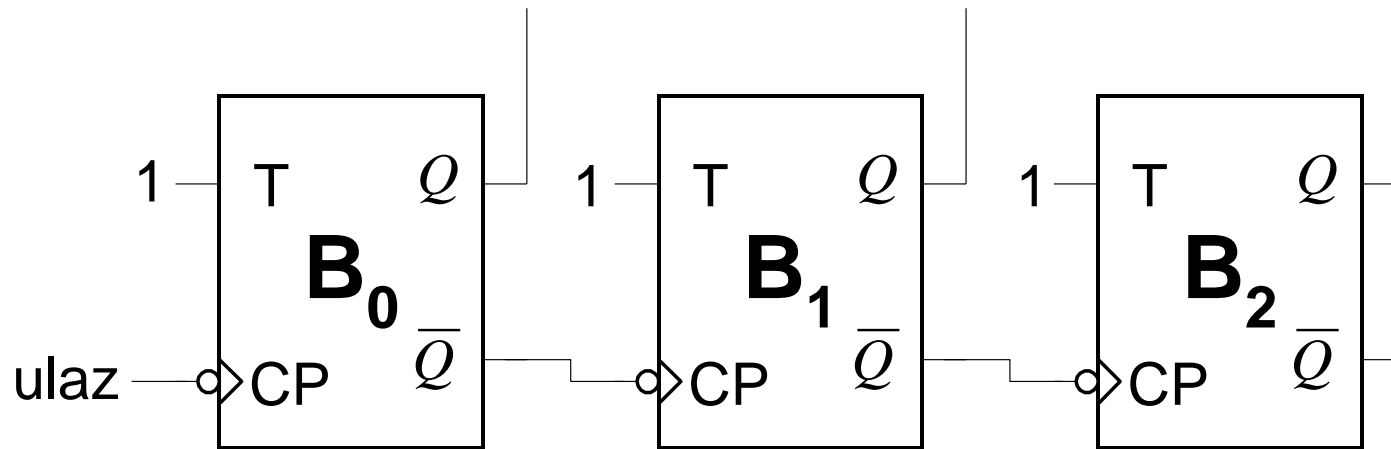 1 T Q 1 T Q 1 T Q
B₀ B₁ B₂
Q̅ Q̅ Q̅
ulaz CP CP CP